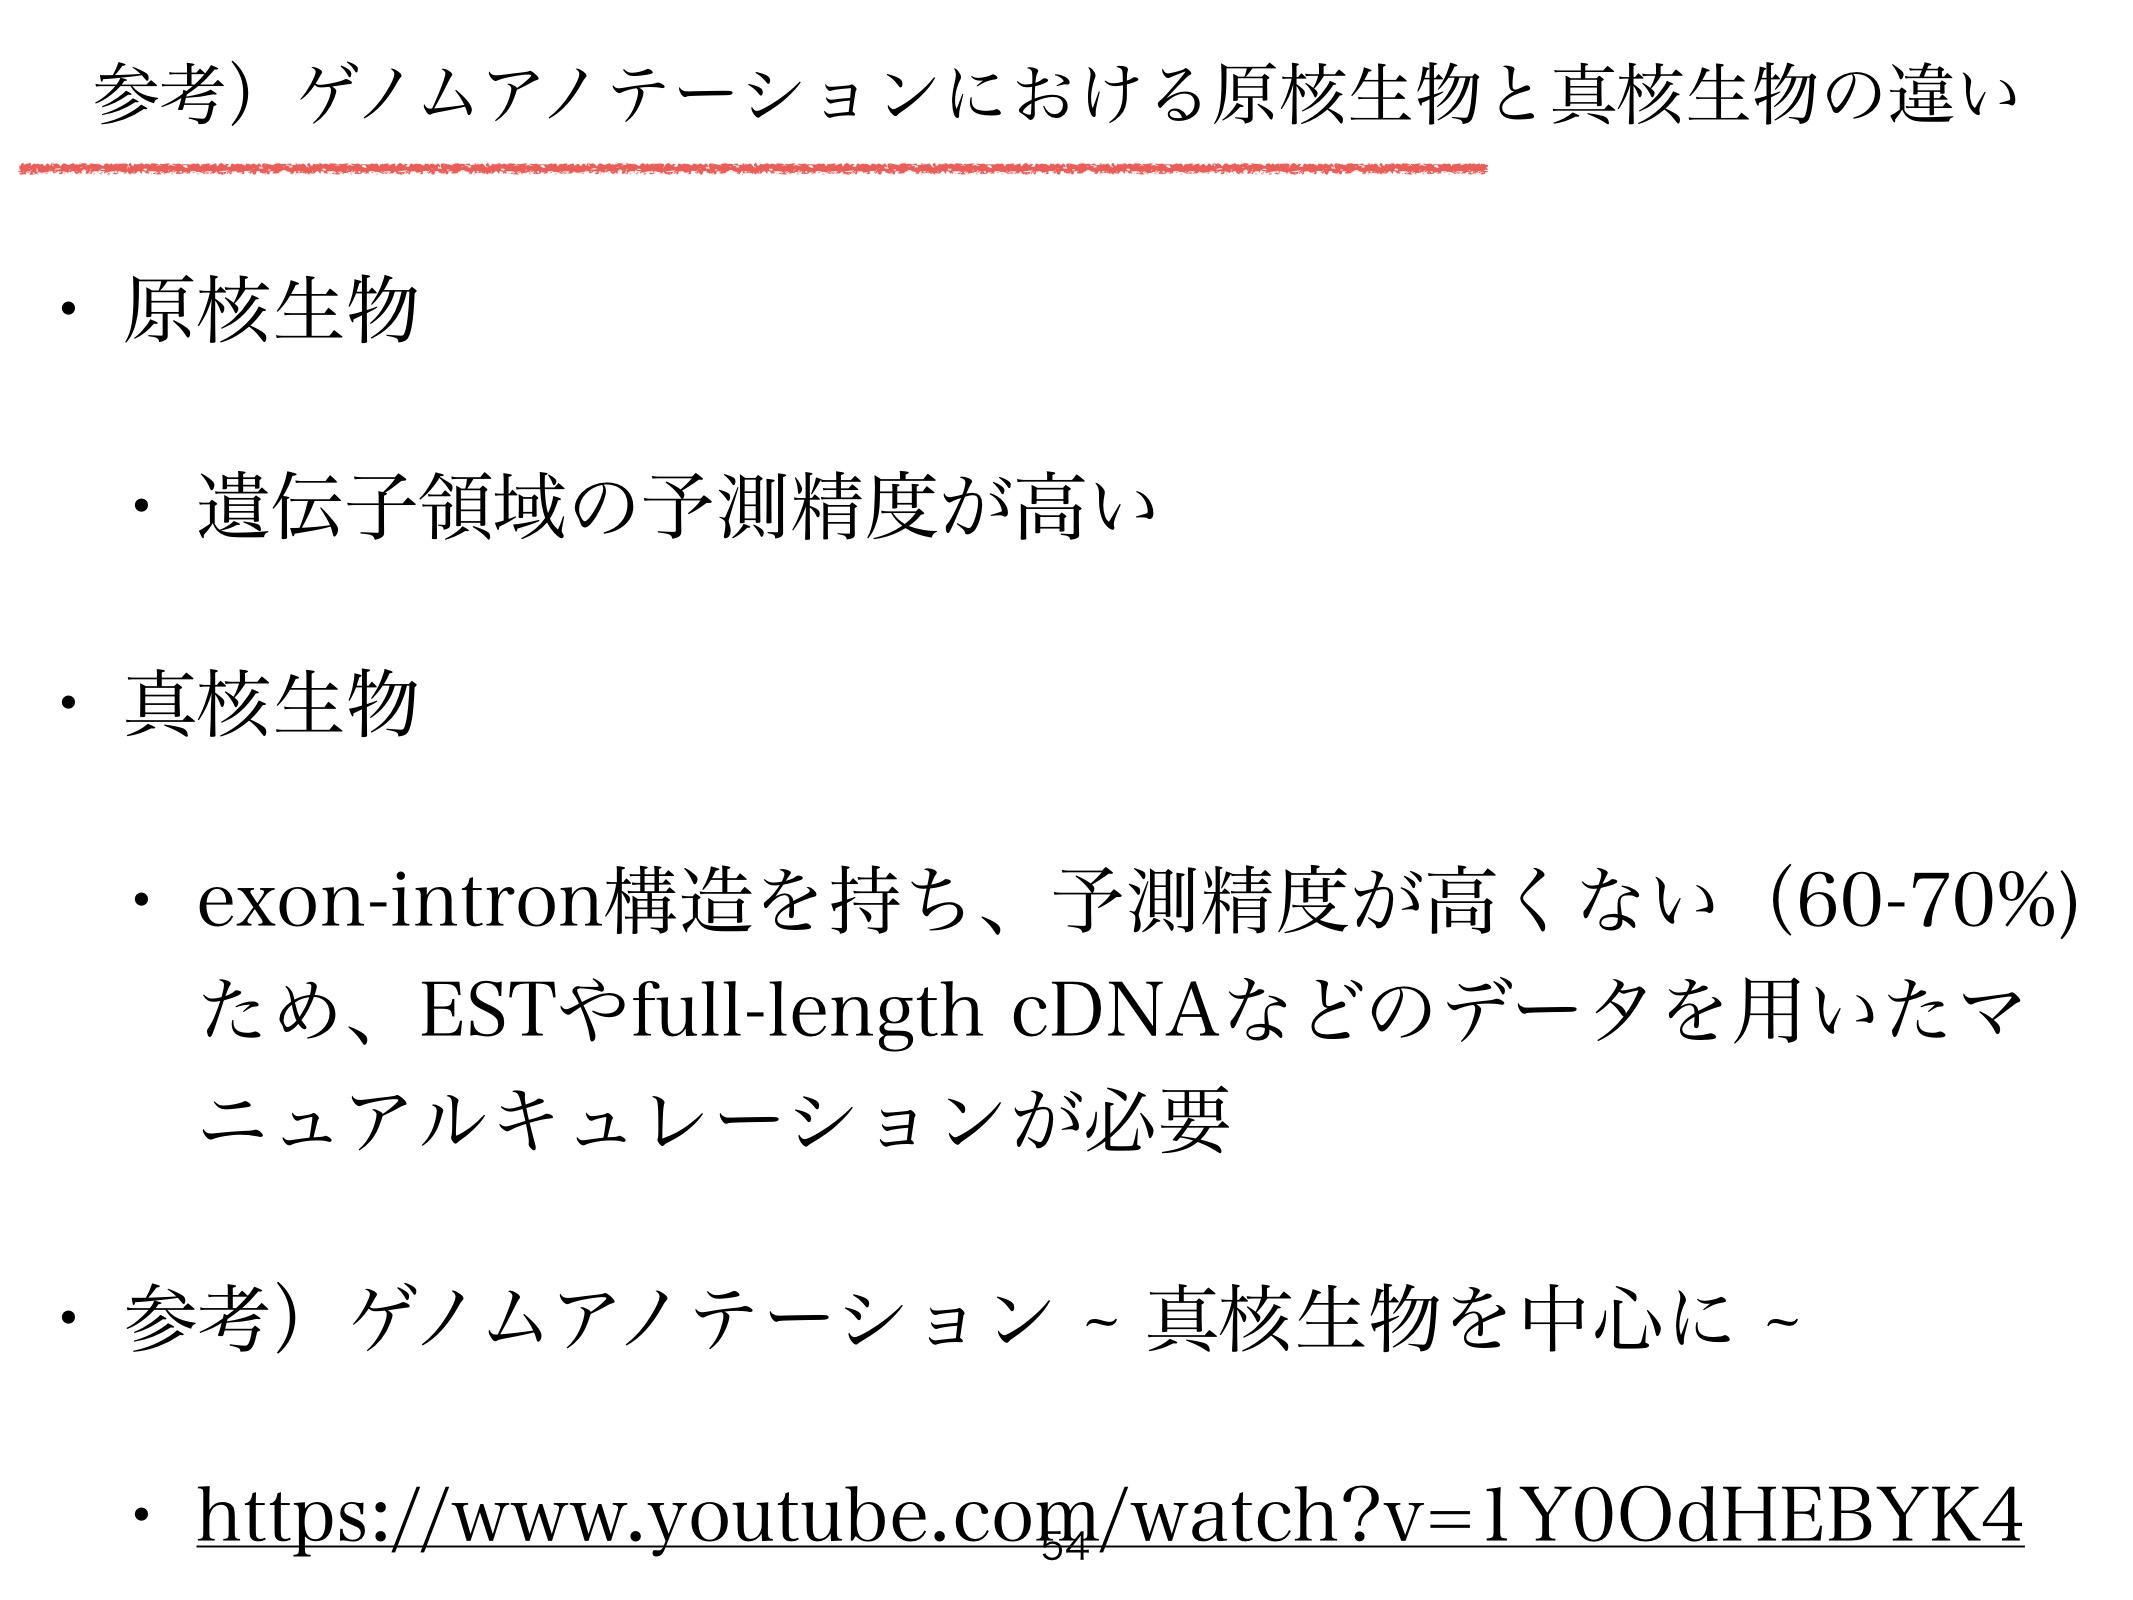 参考）ゲノムアノテーションにおける原核生物と真核生物の違い
・原核生物
・遺伝子領域の予測精度が高い
・真核生物
・exon-intron構造を持ち、予測精度が高くない（60-70%)
ため、ESTやfull-length cDNAなどのデータを用いたマ
ニュアルキュレーションが必要
・参考）ゲノムアノテーション ~ 真核生物を中心に ~
・https://www.youtube.com/watch?v=1Y0OdHEBYK4
54